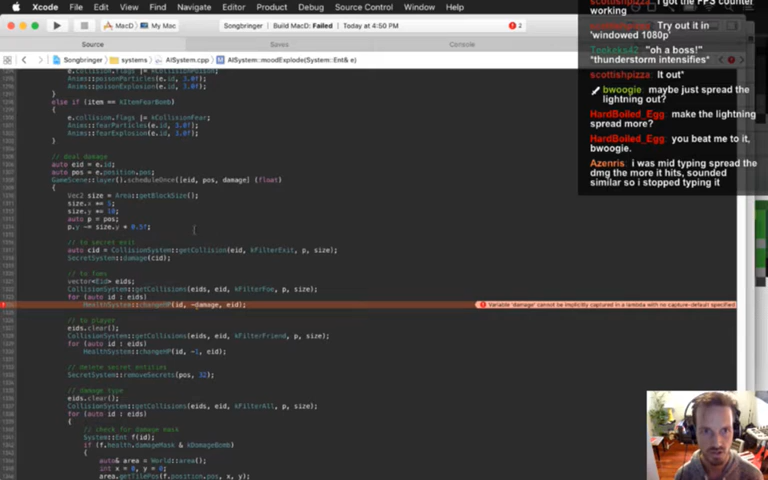 Xcode File Edit View Find Navigate Editor Product Debug Source Control Window Help
MacD My Mac
Songbringer Build MacD: Failed Today at 4:50 PM
2
Source
Saves
Console
Songbringer systems AISystem.cpp AISystem::moodExplode(System::Ent& e)
Anims::poisonParticles(e.id, 3.0f);
Anims::poisonExplosion(e.id, 3.0f);
}
else if (item == kItemFearBomb)
{
e.collision.flags |= kCollisionFear;
Anims::fearParticles(e.id, 3.0f);
Anims::fearExplosion(e.id, 3.0f);
}
// deal damage
auto eid = e.id;
auto pos = e.position.pos;
GameScene::layer().scheduleOnce([eid, pos, damage] (float)
{
Vec2 size = Area::getBlockSize();
auto p = pos;
p.y -= size.y * 0.5f;
// to secret exit
auto cid = CollisionSystem::getCollision(eid, kFilterExit, p, size);
SecretSystem::damage(cid);
// to foes
vector<Eid> eids;
CollisionSystem::getCollisions(eids, eid, kFilterFoe, p, size);
for (auto id : eids)
HealthSystem::changeHP(id, -damage, eid);
Variable 'damage' cannot be implicitly captured in a lambda with no capture-default specified
// to player
eids.clear();
CollisionSystem::getCollisions(eids, eid, kFilterFriend, p, size);
for (auto id : eids)
HealthSystem::changeHP(id, -1, eid);
// delete secret entities
SecretSystem::removeSecrets(pos, 32);
// damage type
eids.clear();
CollisionSystem::getCollisions(eids, eid, kFilterAll, p, size);
for (auto id : eids)
{
// check for damage mask
System::Ent f(id);
if (f.health.damageMask & kDamageBomb)
{
auto& area = World::area();
int x = 0, y = 0;
area.getTilePos(f.position.pos, x, y);
scottishpizza: I got the FPS counter
working
scottishpizza: Try out it in
'windowed 1080p'
"oh a boss!"
*thunderstorm intensifies*
scottishpizza: It out*
bwoogie: maybe just spread the
lightning out?
HardBoiled_Egg: make the lightning
spread more?
HardBoiled_Egg: you beat me to it,
bwoogie.
Azenris: i was mid typing spread the
dmg the more it hits, sounded
similar so i stopped typing it